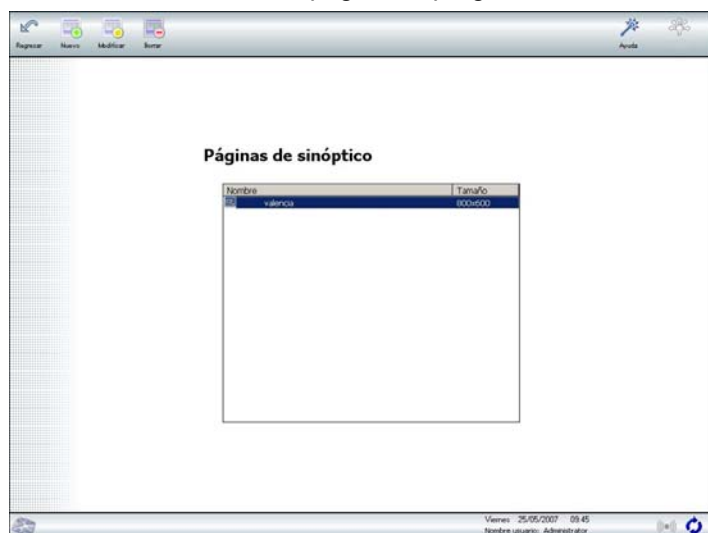 Regresar Nuevo Modificar Borrar Ayuda
Páginas de sinóptico
Nombre Tamaño
valencia 800x600
Viernes 25/05/2007 09:45
Nombre usuario: Administrator